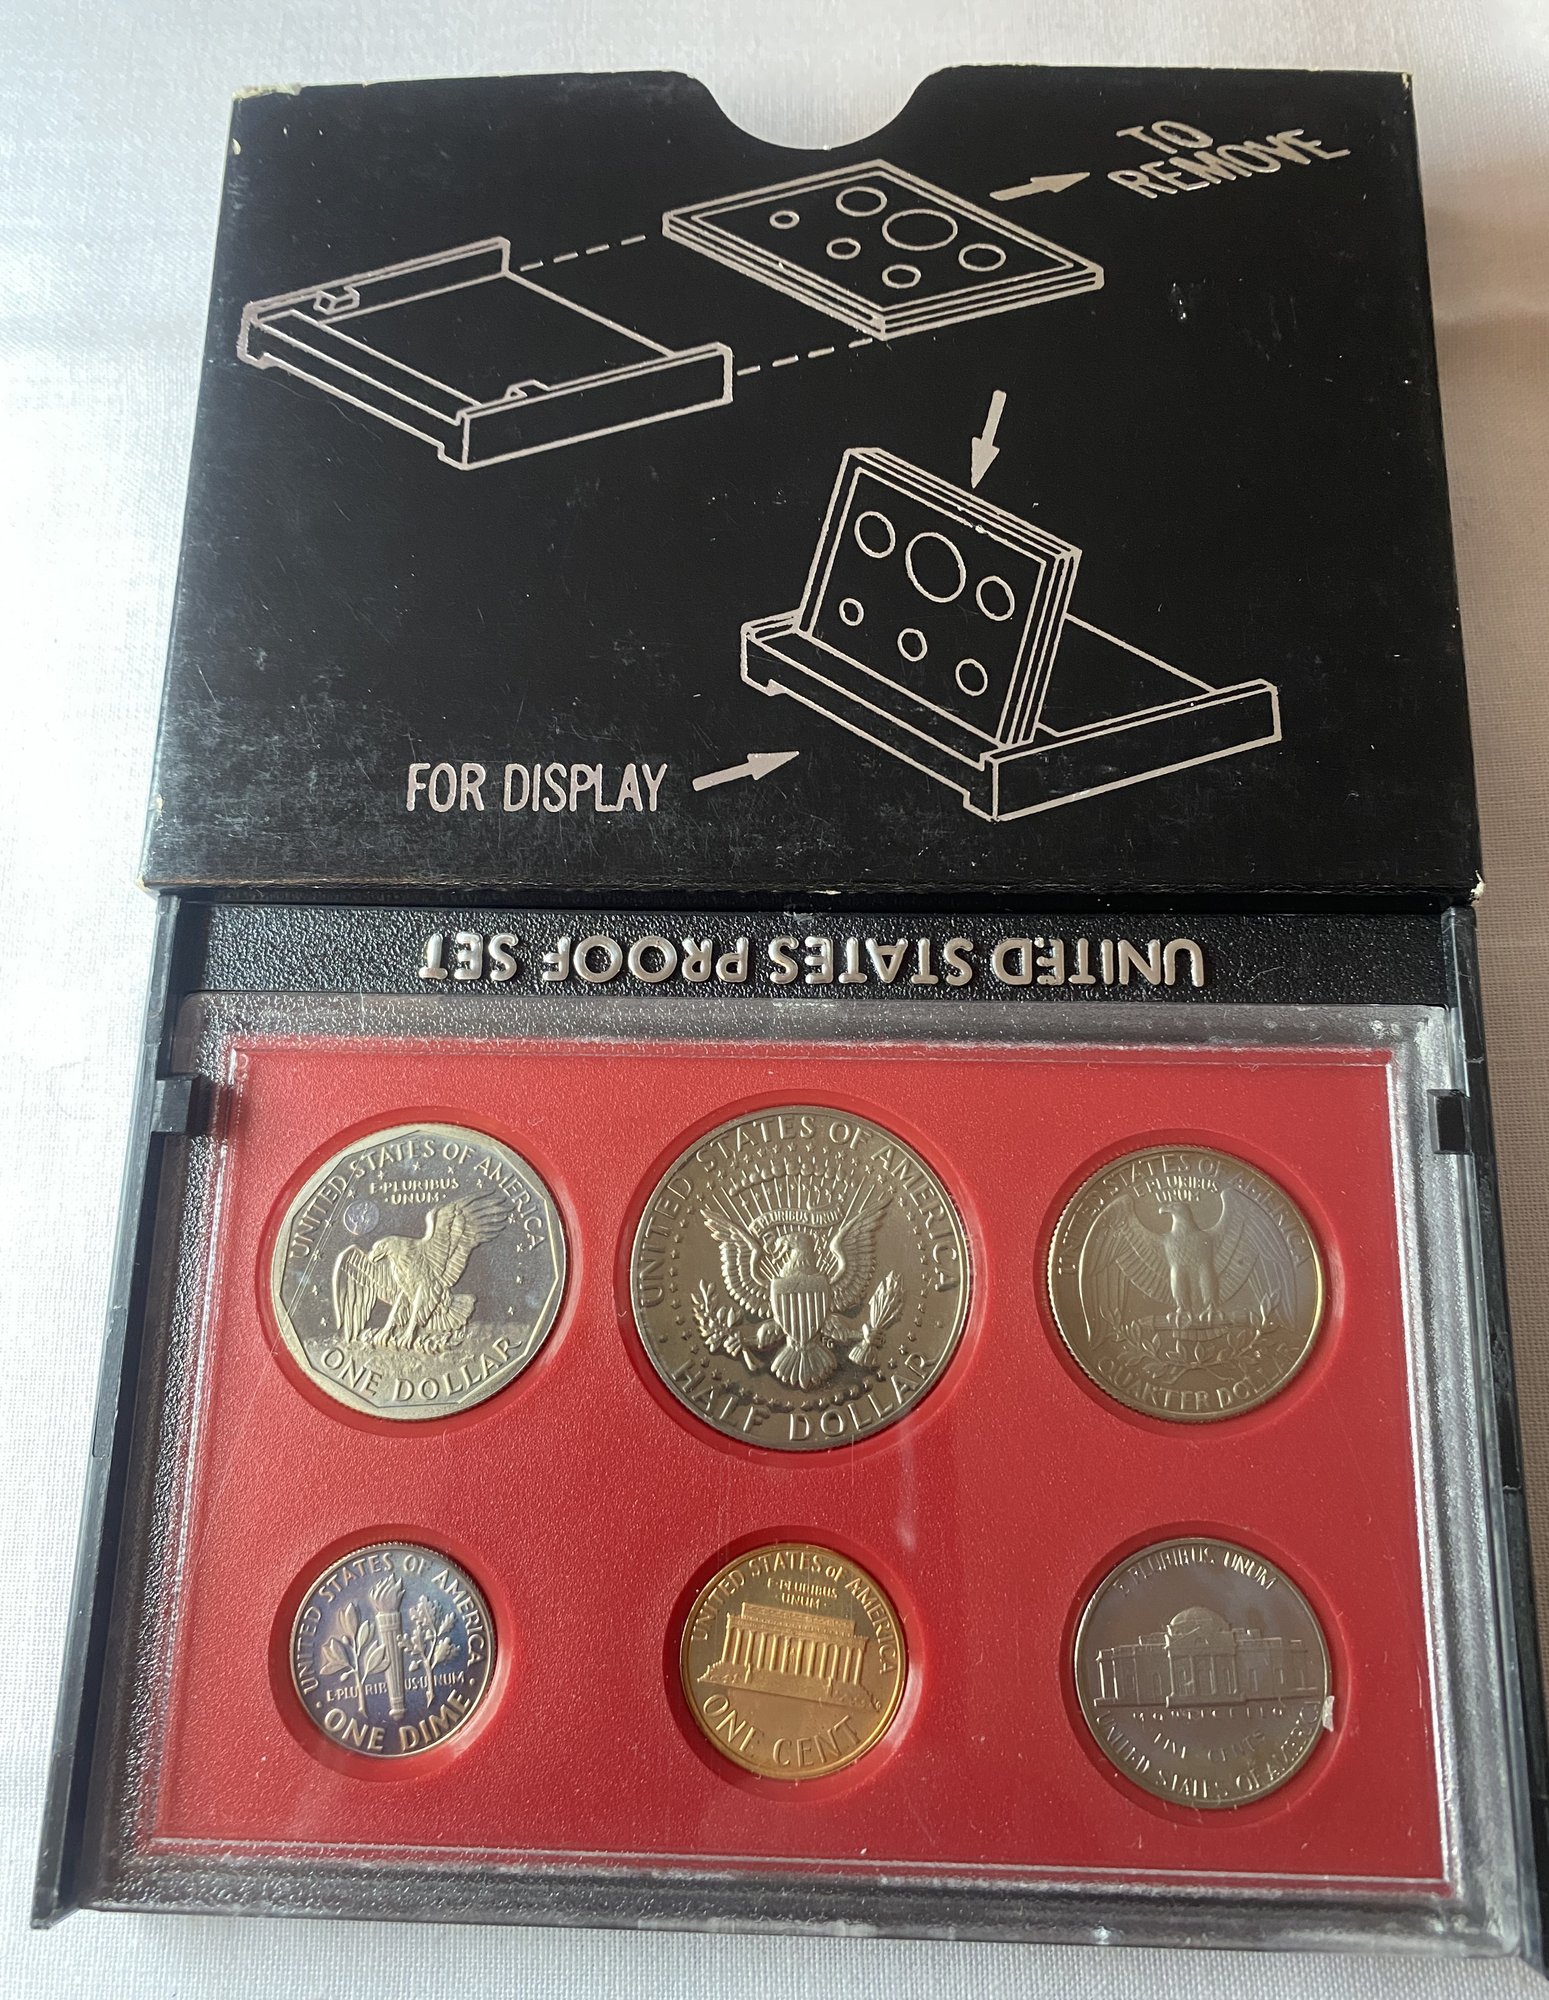 TO
REMOVE
FOR DISPLAY
UNITED STATES PROOF SET
UNITED STATES OF AMERICA
E·PLURIBUS
UNUM·
ONE DOLLAR
UNITED STATES OF AMERICA
E PLURIBUS UNUM
HALF DOLLAR
UNITED STATES OF AMERICA
E·PLURIBUS
UNUM
QUARTER DOLLAR
UNITED STATES OF AMERICA
E·PLURIBUS·UNUM
· ONE DIME ·
UNITED STATES OF AMERICA
E·PLURIBUS
·UNUM·
ONE CENT
E PLURIBUS UNUM
MONTICELLO
FIVE CENTS
UNITED STATES OF AMERICA